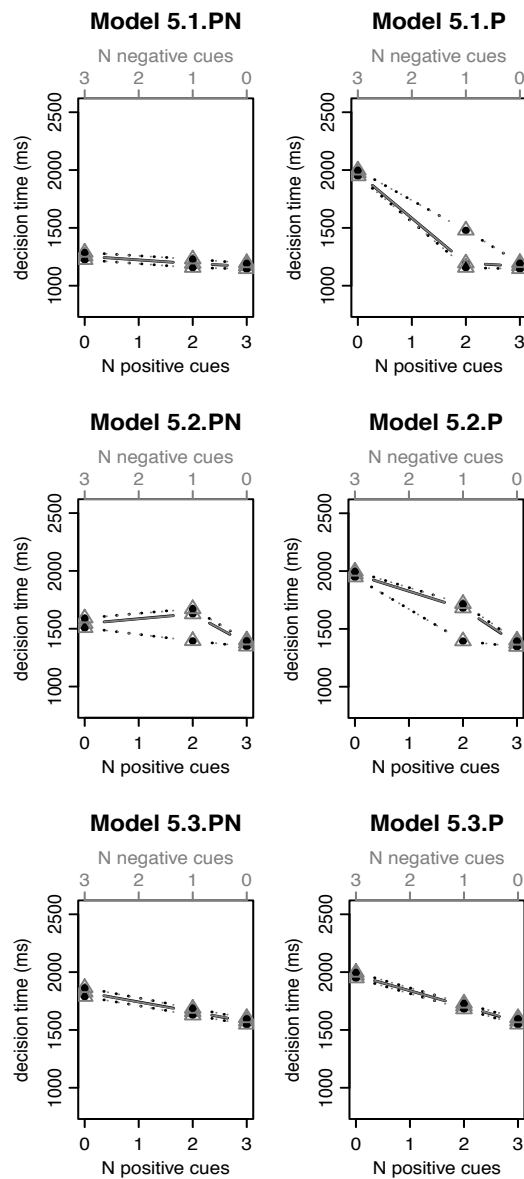 Model 5.1.PN
N negative cues
3 2 1 0
decision time (ms)
2500
2000
1500
1000
0 1 2 3
N positive cues
Model 5.1.P
N negative cues
3 2 1 0
decision time (ms)
2500
2000
1500
1000
0 1 2 3
N positive cues
Model 5.2.PN
N negative cues
3 2 1 0
decision time (ms)
2500
2000
1500
1000
0 1 2 3
N positive cues
Model 5.2.P
N negative cues
3 2 1 0
decision time (ms)
2500
2000
1500
1000
0 1 2 3
N positive cues
Model 5.3.PN
N negative cues
3 2 1 0
decision time (ms)
2500
2000
1500
1000
0 1 2 3
N positive cues
Model 5.3.P
N negative cues
3 2 1 0
decision time (ms)
2500
2000
1500
1000
0 1 2 3
N positive cues